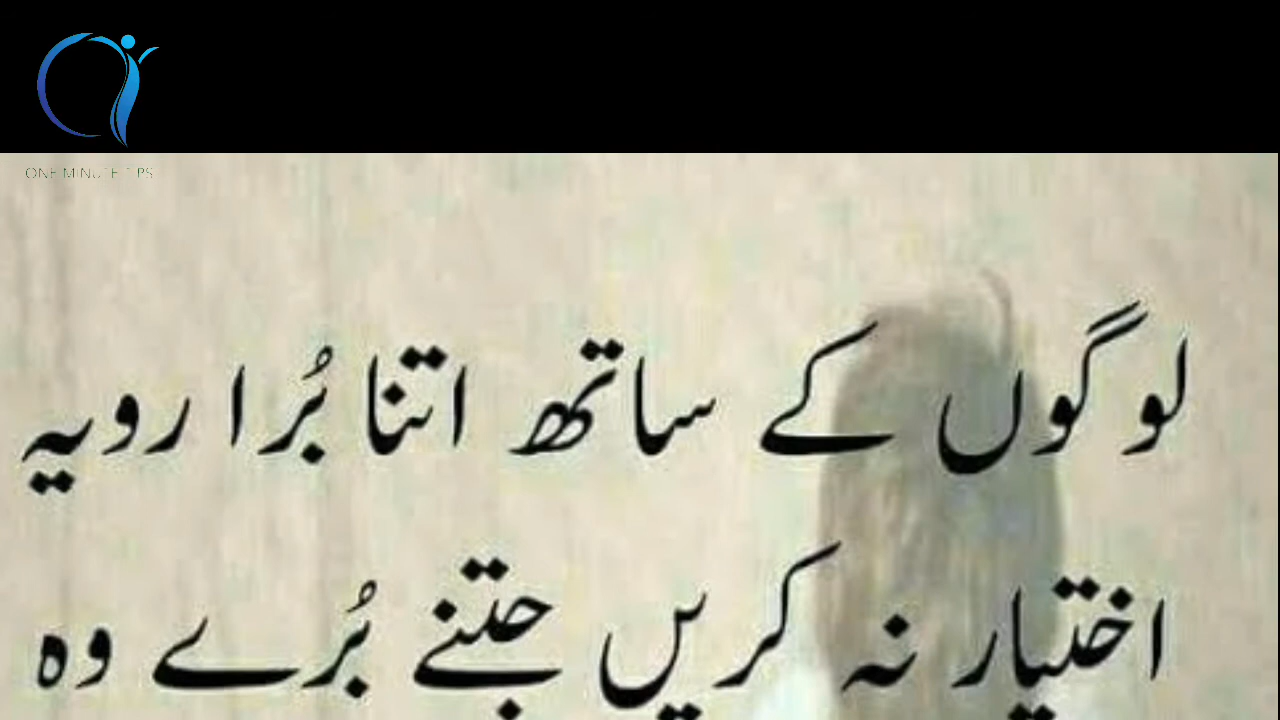 ONE MINUTE TIPS
لوگوں کے ساتھ اتنا بُرا رویہ
اختیار نہ کریں جتنے بُرے وہ